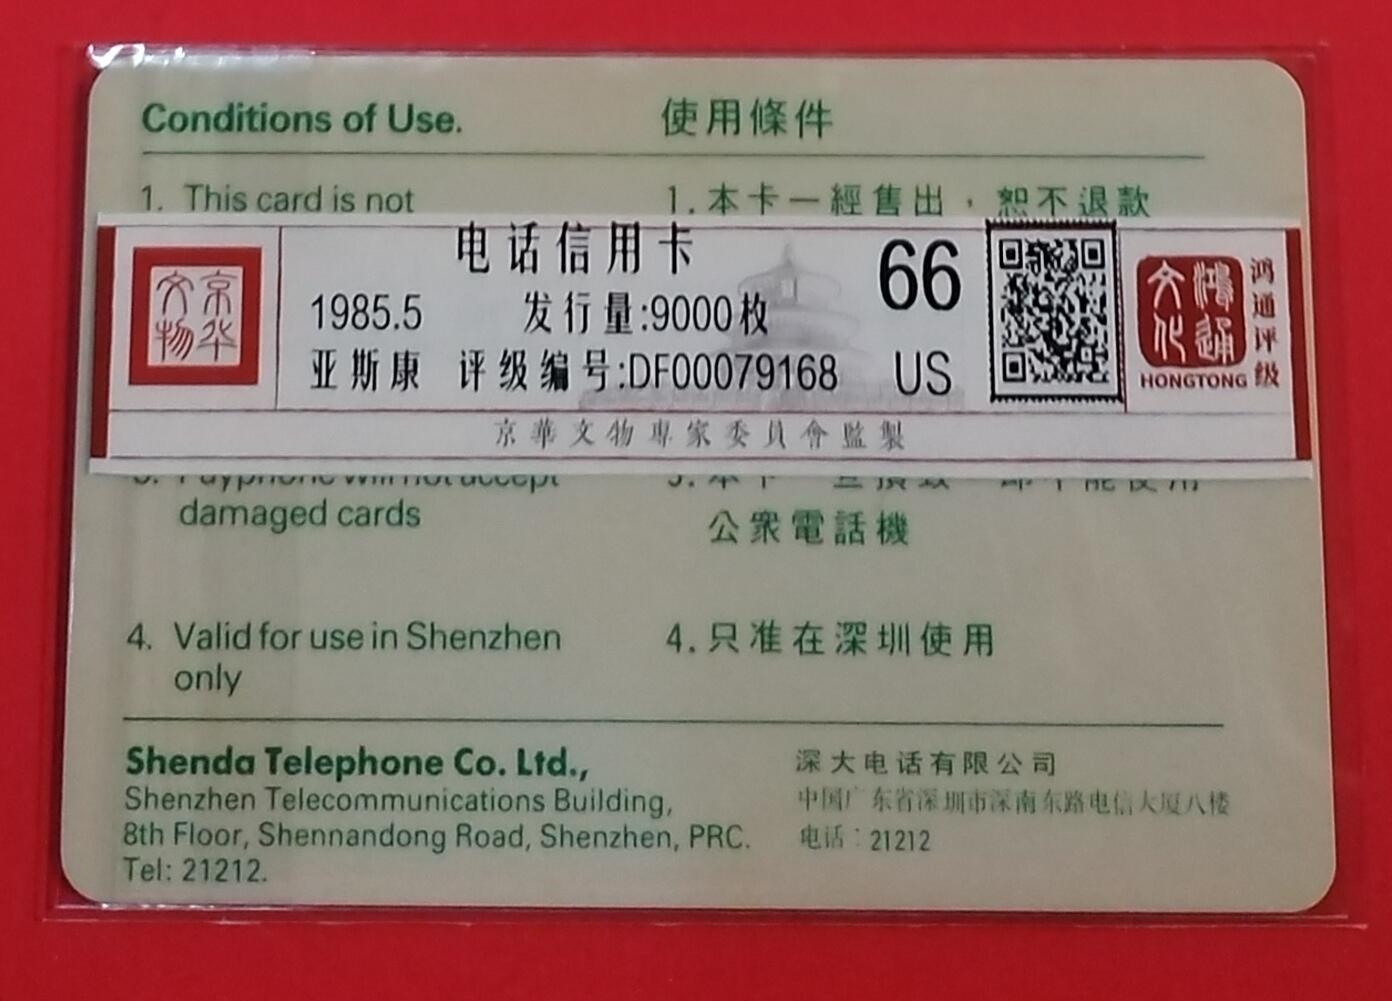 Conditions of Use.
使用條件
1. This card is not
1. 本卡一經售出，恕不退款
京华
文物
电话信用卡
1985.5 发行量:9000枚
亚斯康 评级编号:DF00079168
66
US
鸿通
文化
HONGTONG
鸿通评级
京華文物專家委員會監製
Payphone will not accept
damaged cards
公眾電話機
4. Valid for use in Shenzhen
only
4. 只准在深圳使用
Shenda Telephone Co. Ltd.,
Shenzhen Telecommunications Building,
8th Floor, Shennandong Road, Shenzhen, PRC.
Tel: 21212.
深大电话有限公司
中国广东省深圳市深南东路电信大厦八楼
电话：21212